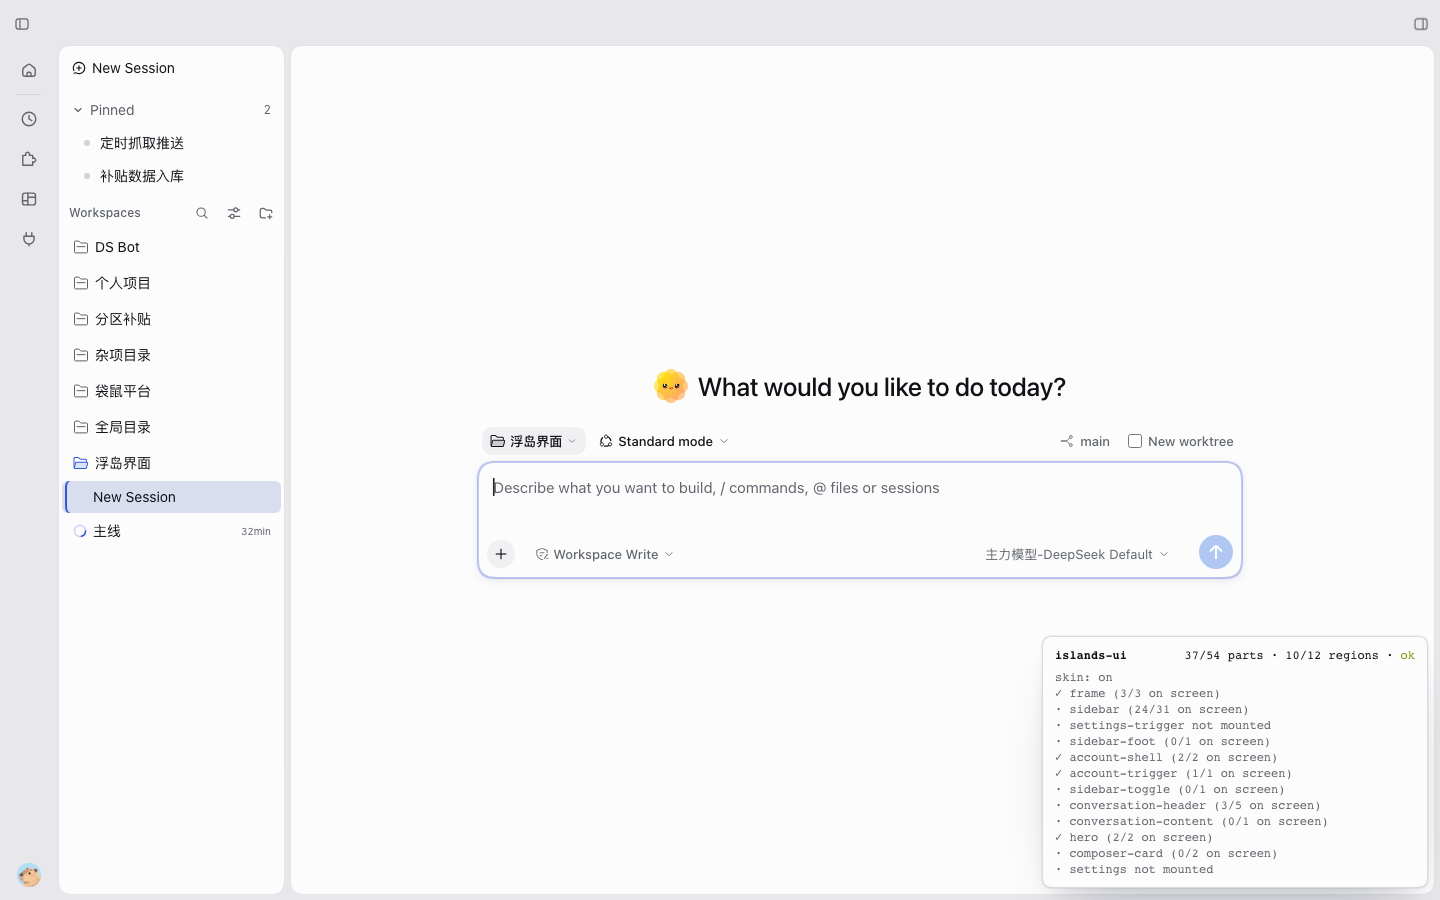 New Session
Pinned 2
定时抓取推送
补贴数据入库
Workspaces
DS Bot
个人项目
分区补贴
杂项目录
袋鼠平台
全局目录
浮岛界面
New Session
主线 32min
What would you like to do today?
浮岛界面 Standard mode main New worktree
Describe what you want to build, / commands, @ files or sessions
Workspace Write 主力模型-DeepSeek Default
islands-ui 37/54 parts · 10/12 regions · ok
skin: on
✓ frame (3/3 on screen)
· sidebar (24/31 on screen)
· settings-trigger not mounted
· sidebar-foot (0/1 on screen)
✓ account-shell (2/2 on screen)
✓ account-trigger (1/1 on screen)
· sidebar-toggle (0/1 on screen)
· conversation-header (3/5 on screen)
· conversation-content (0/1 on screen)
✓ hero (2/2 on screen)
· composer-card (0/2 on screen)
· settings not mounted